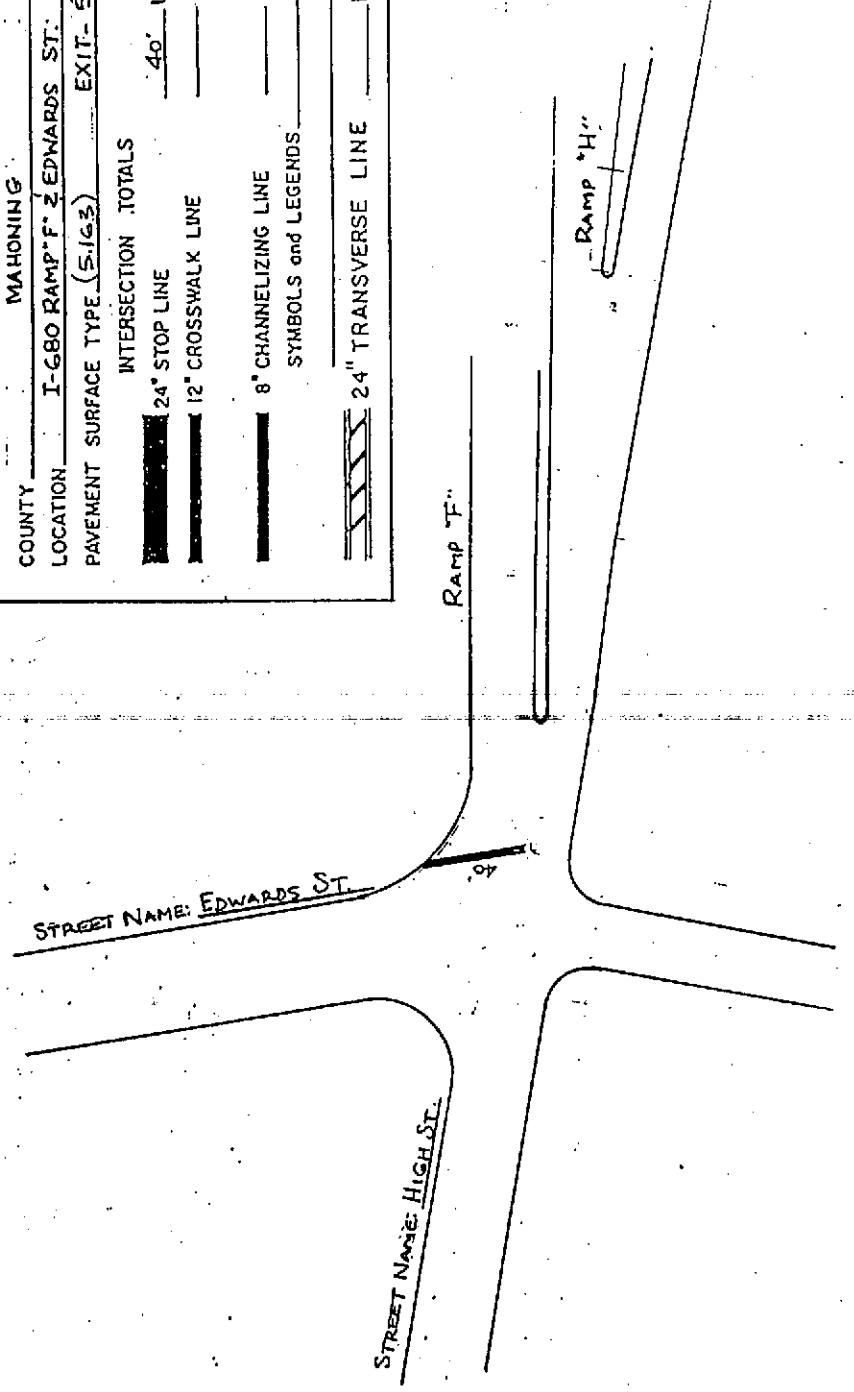 COUNTY MAHONING
LOCATION I-680 RAMP "F" & EDWARDS ST.
PAVEMENT SURFACE TYPE (5.163) EXIT-
INTERSECTION TOTALS
24" STOP LINE 40'
12" CROSSWALK LINE
8" CHANNELIZING LINE
SYMBOLS and LEGENDS
24" TRANSVERSE LINE
STREET NAME: EDWARDS ST.
RAMP "F"
RAMP "H"
40'
STREET NAME: HIGH ST.